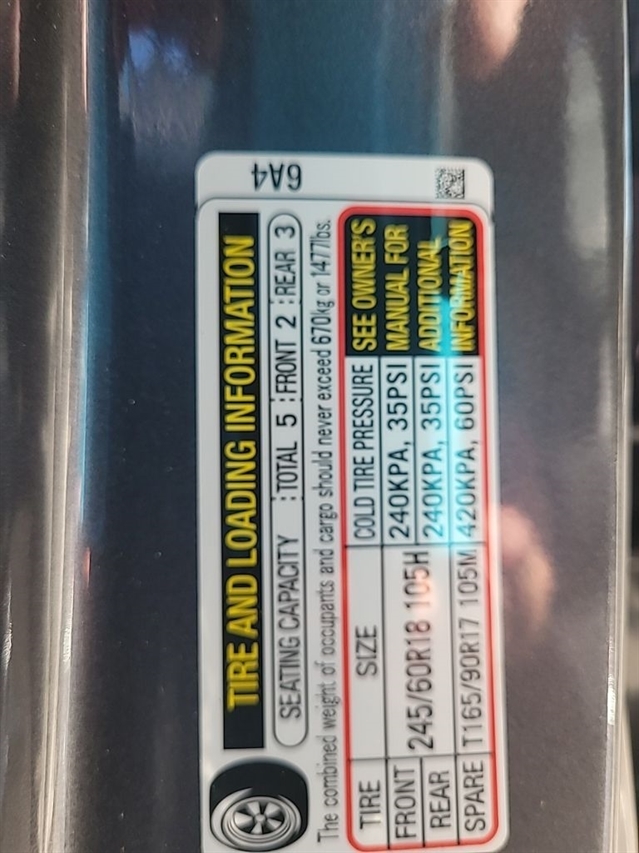 6A4
TIRE AND LOADING INFORMATION
SEATING CAPACITY TOTAL 5 FRONT 2 REAR 3
The combined weight of occupants and cargo should never exceed 670kg or 1477lbs.
TIRE SIZE COLD TIRE PRESSURE SEE OWNER'S MANUAL FOR ADDITIONAL INFORMATION
FRONT 245/60R18 105H 240KPA, 35PSI
REAR 240KPA, 35PSI
SPARE T165/90R17 105M 420KPA, 60PSI